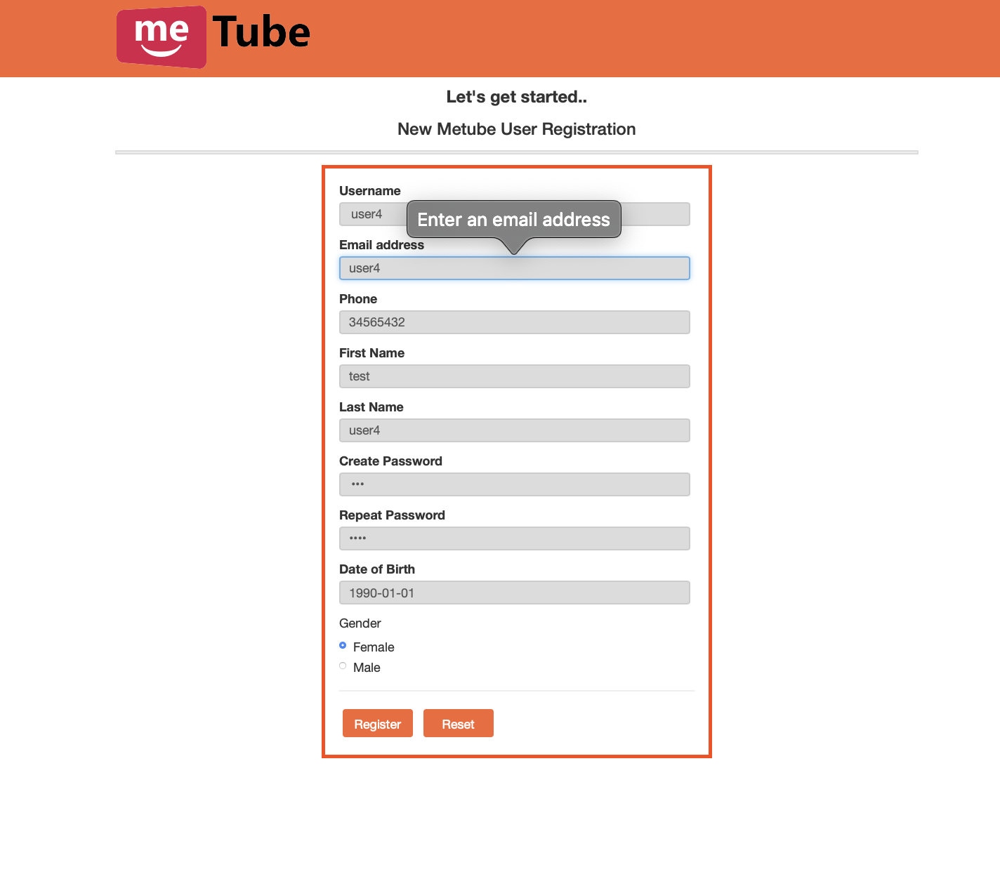 me Tube
Let's get started..
New Metube User Registration
Username
user4
Enter an email address
Email address
user4
Phone
34565432
First Name
test
Last Name
user4
Create Password
•••
Repeat Password
••••
Date of Birth
1990-01-01
Gender
Female
Male
Register Reset